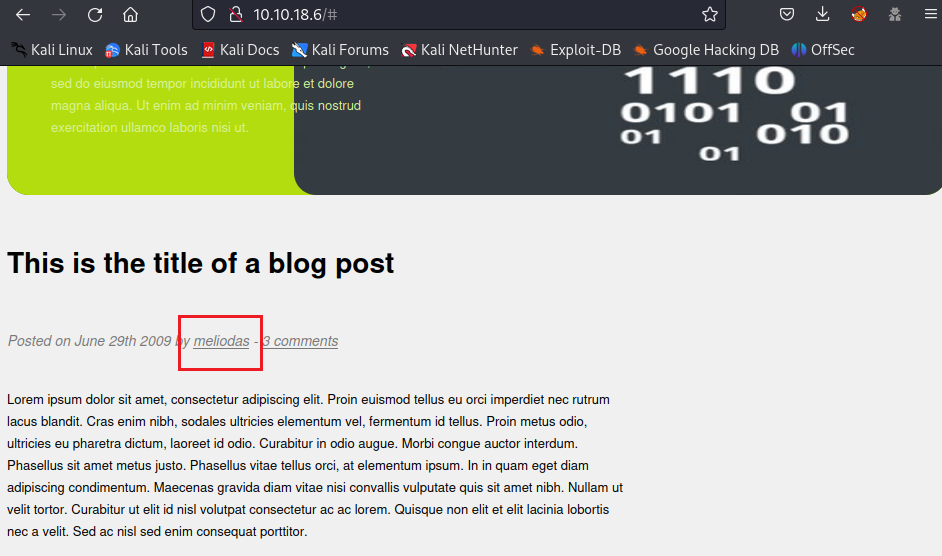 10.10.18.6/#
Kali Linux Kali Tools Kali Docs Kali Forums Kali NetHunter Exploit-DB Google Hacking DB OffSec
sed do eiusmod tempor incididunt ut labore et dolore
magna aliqua. Ut enim ad minim veniam, quis nostrud
exercitation ullamco laboris nisi ut.
1110
0101 01
01 010
01
This is the title of a blog post
Posted on June 29th 2009 by meliodas - 3 comments
Lorem ipsum dolor sit amet, consectetur adipiscing elit. Proin euismod tellus eu orci imperdiet nec rutrum
lacus blandit. Cras enim nibh, sodales ultricies elementum vel, fermentum id tellus. Proin metus odio,
ultricies eu pharetra dictum, laoreet id odio. Curabitur in odio augue. Morbi congue auctor interdum.
Phasellus sit amet metus justo. Phasellus vitae tellus orci, at elementum ipsum. In in quam eget diam
adipiscing condimentum. Maecenas gravida diam vitae nisi convallis vulputate quis sit amet nibh. Nullam ut
velit tortor. Curabitur ut elit id nisl volutpat consectetur ac ac lorem. Quisque non elit et elit lacinia lobortis
nec a velit. Sed ac nisl sed enim consequat porttitor.